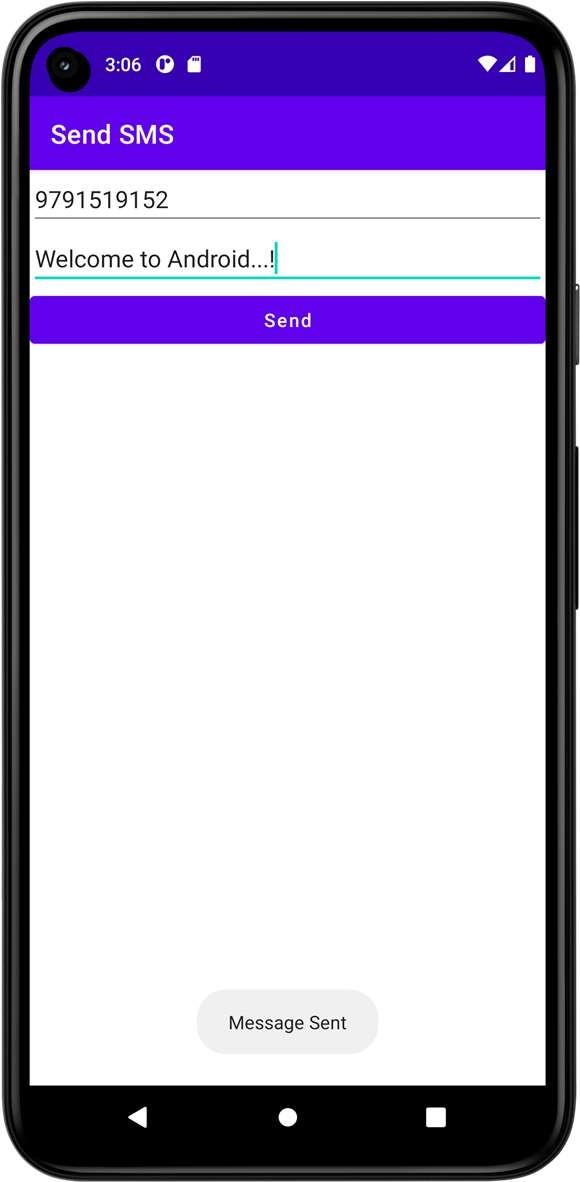 3:06
Send SMS
9791519152
Welcome to Android...!
Send
Message Sent